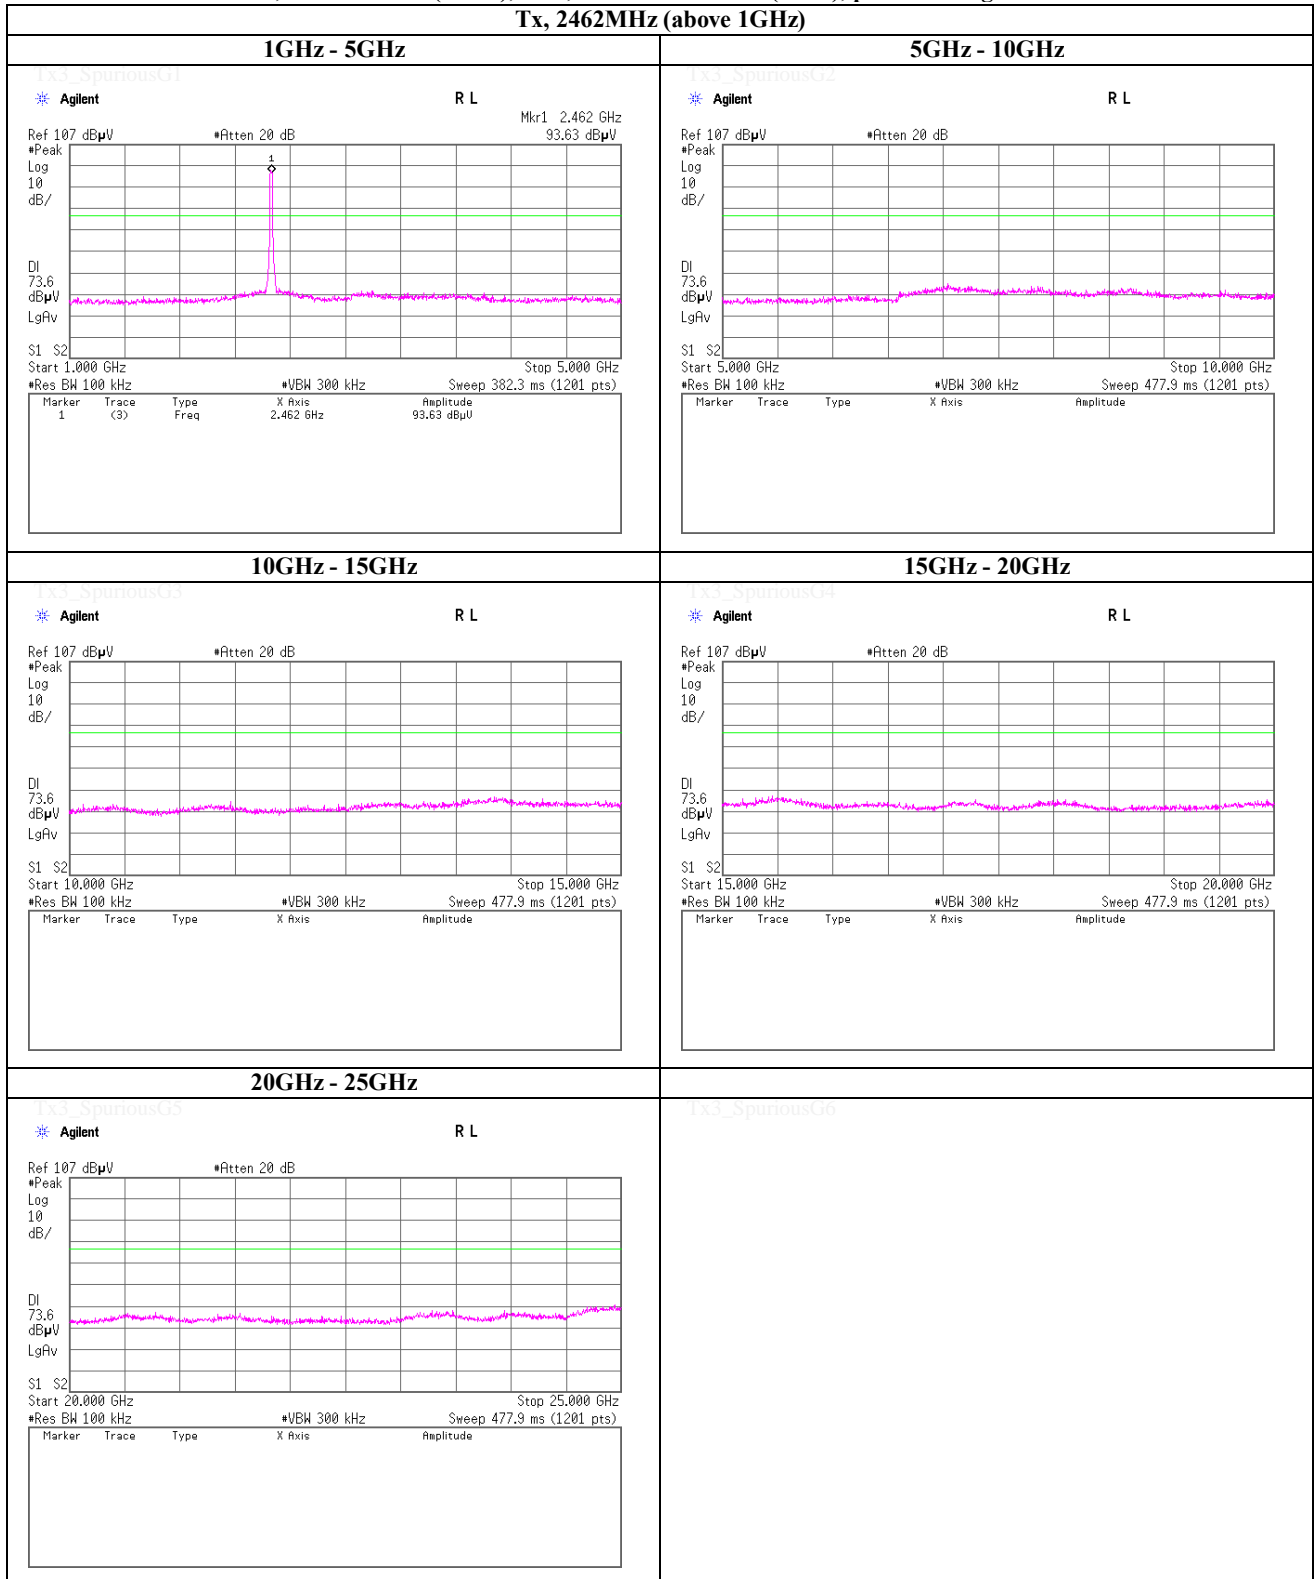 Tx, 2462MHz (above 1GHz)
1GHz - 5GHz
5GHz - 10GHz
Tx3_SpuriousG1
Agilent
R L
Mkr1 2.462 GHz
Ref 107 dBµV
#Atten 20 dB
93.63 dBµV
#Peak
Log
10
dB/
1
DI
73.6
dBµV
LgAv
S1 S2
Start 1.000 GHz
Stop 5.000 GHz
#Res BW 100 kHz
#VBW 300 kHz
Sweep 382.3 ms (1201 pts)
Marker Trace Type X Axis Amplitude
1 (3) Freq 2.462 GHz 93.63 dBµV
Tx3_SpuriousG2
Agilent
R L
Ref 107 dBµV
#Atten 20 dB
#Peak
Log
10
dB/
DI
73.6
dBµV
LgAv
S1 S2
Start 5.000 GHz
Stop 10.000 GHz
#Res BW 100 kHz
#VBW 300 kHz
Sweep 477.9 ms (1201 pts)
Marker Trace Type X Axis Amplitude
10GHz - 15GHz
15GHz - 20GHz
Tx3_SpuriousG3
Agilent
R L
Ref 107 dBµV
#Atten 20 dB
#Peak
Log
10
dB/
DI
73.6
dBµV
LgAv
S1 S2
Start 10.000 GHz
Stop 15.000 GHz
#Res BW 100 kHz
#VBW 300 kHz
Sweep 477.9 ms (1201 pts)
Marker Trace Type X Axis Amplitude
Tx3_SpuriousG4
Agilent
R L
Ref 107 dBµV
#Atten 20 dB
#Peak
Log
10
dB/
DI
73.6
dBµV
LgAv
S1 S2
Start 15.000 GHz
Stop 20.000 GHz
#Res BW 100 kHz
#VBW 300 kHz
Sweep 477.9 ms (1201 pts)
Marker Trace Type X Axis Amplitude
20GHz - 25GHz
Tx3_SpuriousG5
Agilent
R L
Ref 107 dBµV
#Atten 20 dB
#Peak
Log
10
dB/
DI
73.6
dBµV
LgAv
S1 S2
Start 20.000 GHz
Stop 25.000 GHz
#Res BW 100 kHz
#VBW 300 kHz
Sweep 477.9 ms (1201 pts)
Marker Trace Type X Axis Amplitude
Tx3_SpuriousG6